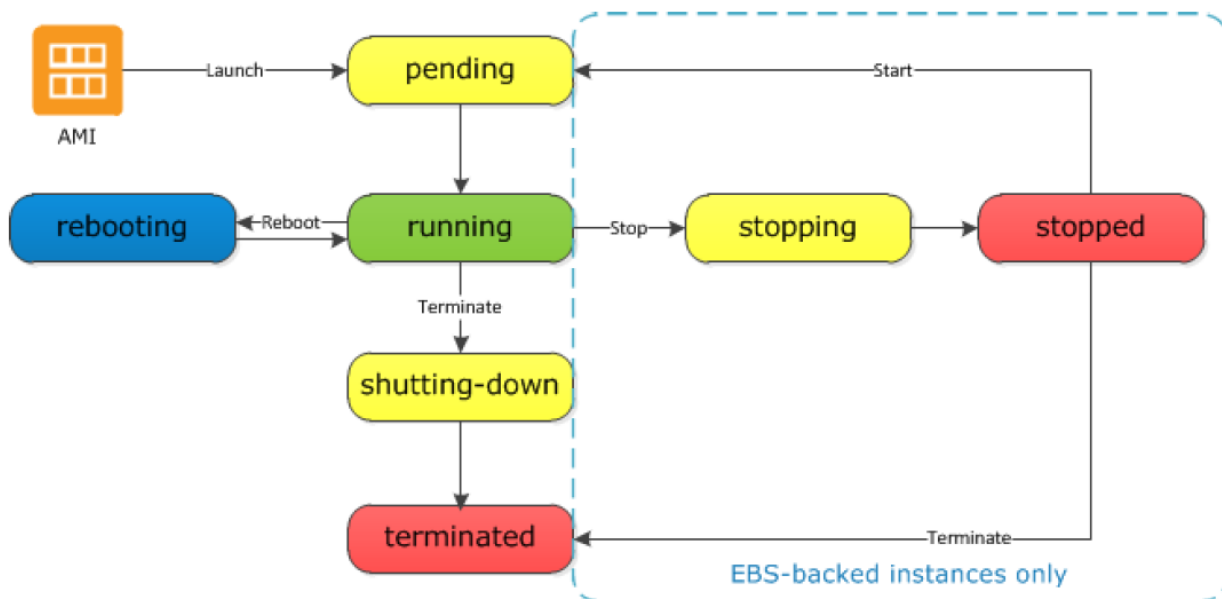 Launch
pending
Start
AMI
rebooting
Reboot
running
Stop
stopping
stopped
Terminate
shutting-down
terminated
Terminate
EBS-backed instances only